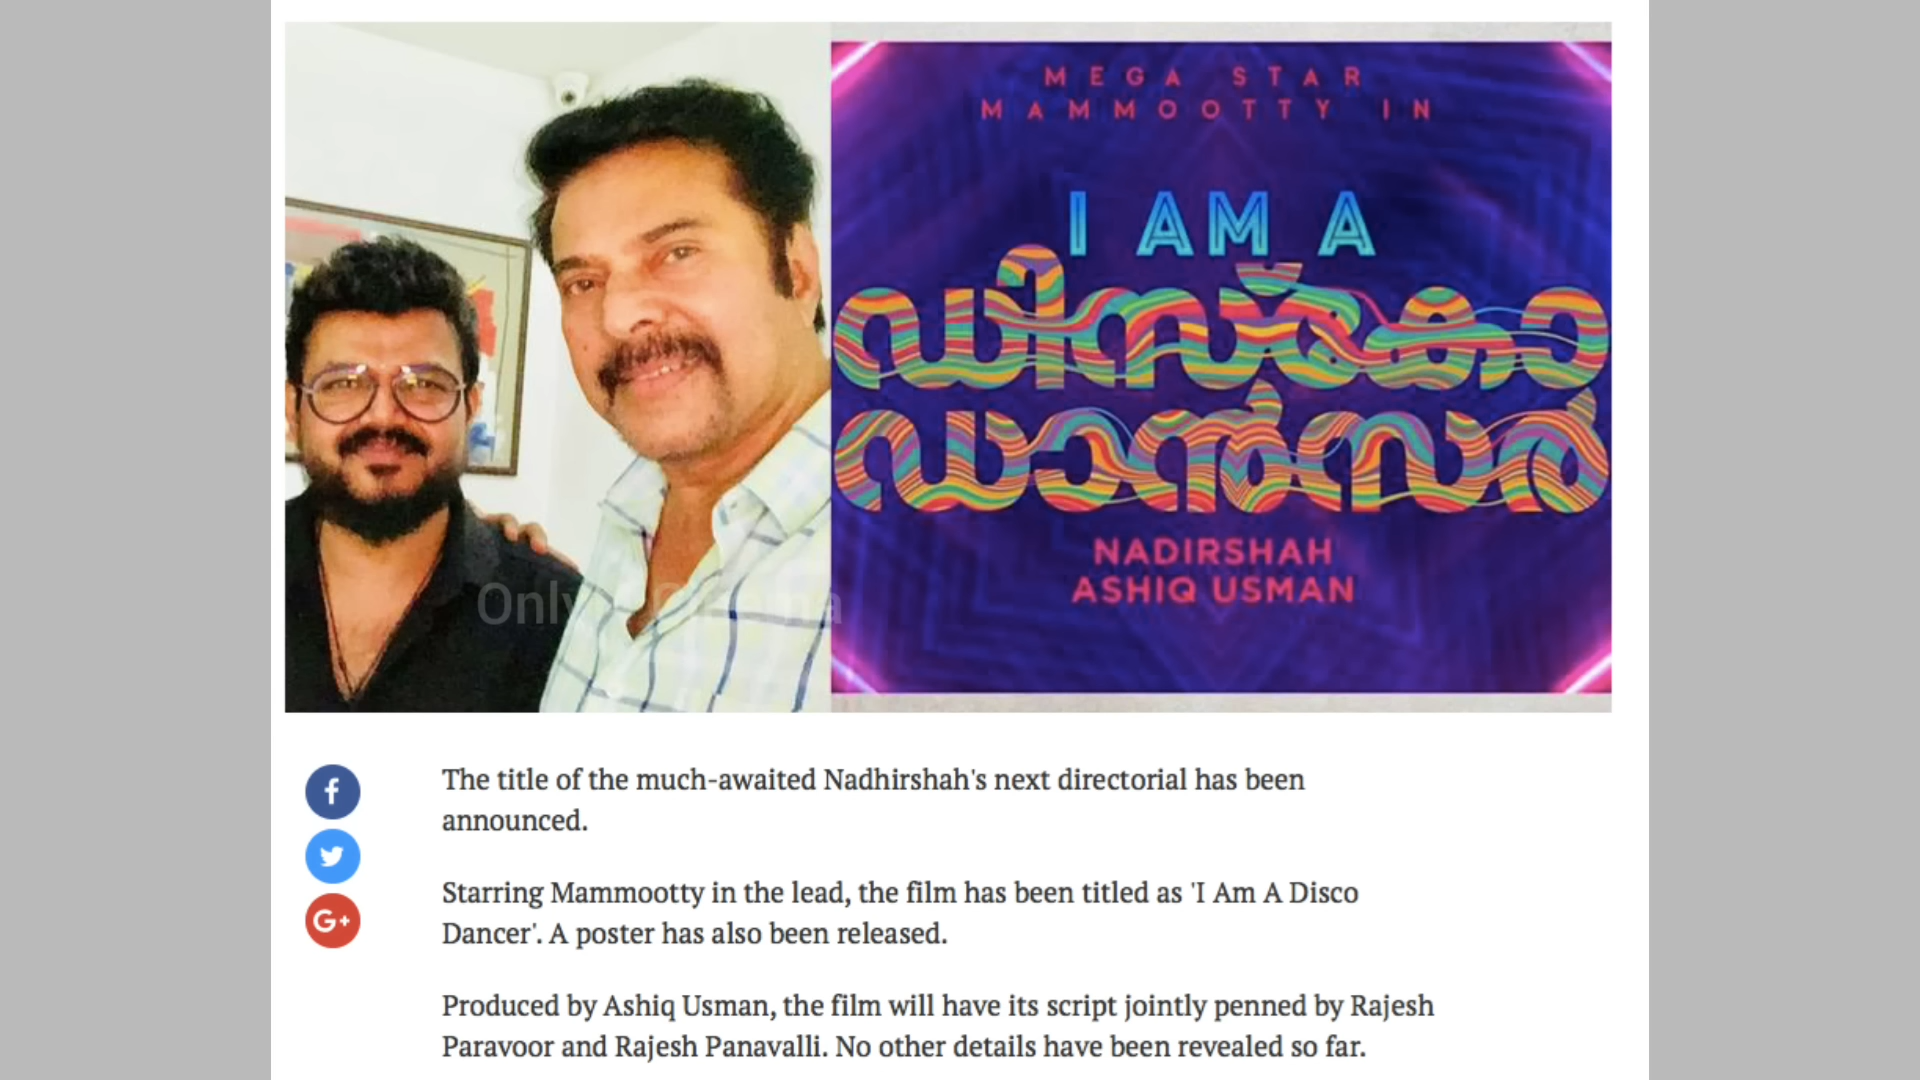 MEGA STAR
MAMMOOTTY IN
I AM A
ഡിസ്കോ
ഡാൻസർ
NADIRSHAH
ASHIQ USMAN
f
G+
The title of the much-awaited Nadhirshah's next directorial has been
announced.
Starring Mammootty in the lead, the film has been titled as 'I Am A Disco
Dancer'. A poster has also been released.
Produced by Ashiq Usman, the film will have its script jointly penned by Rajesh
Paravoor and Rajesh Panavalli. No other details have been revealed so far.